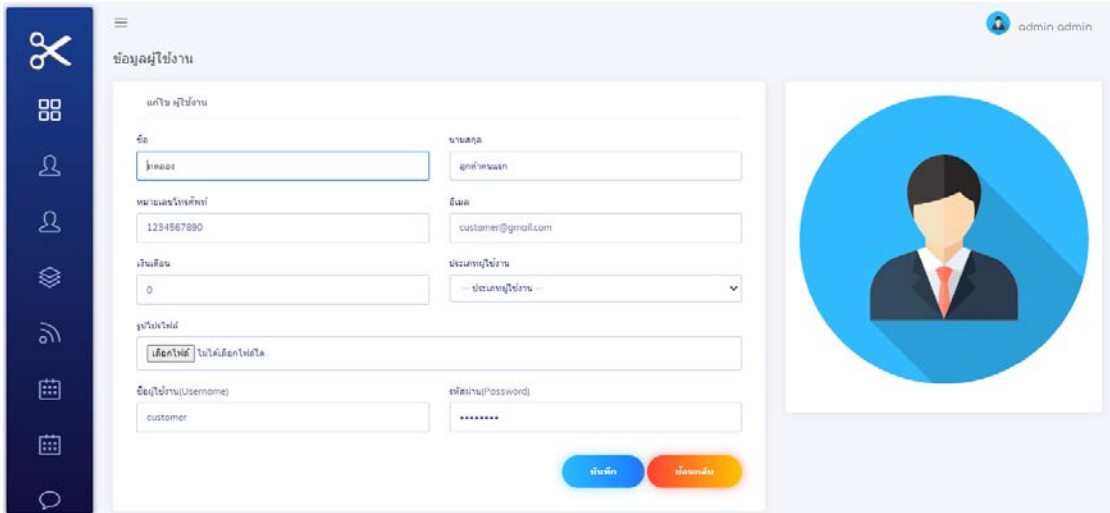 admin admin
ข้อมูลผู้ใช้งาน
แก้ไข ผู้ใช้งาน
ชื่อ นามสกุล
ทดลอง ลูกค้าคนแรก
หมายเลขโทรศัพท์ อีเมล
1234567890 customer@gmail.com
เงินเดือน ประเภทผู้ใช้งาน
0 -- ประเภทผู้ใช้งาน --
รูปโปรไฟล์
เลือกไฟล์ ไม่ได้เลือกไฟล์ใด
ชื่อผู้ใช้งาน(Username) รหัสผ่าน(Password)
customer ••••••••
บันทึก ย้อนกลับ